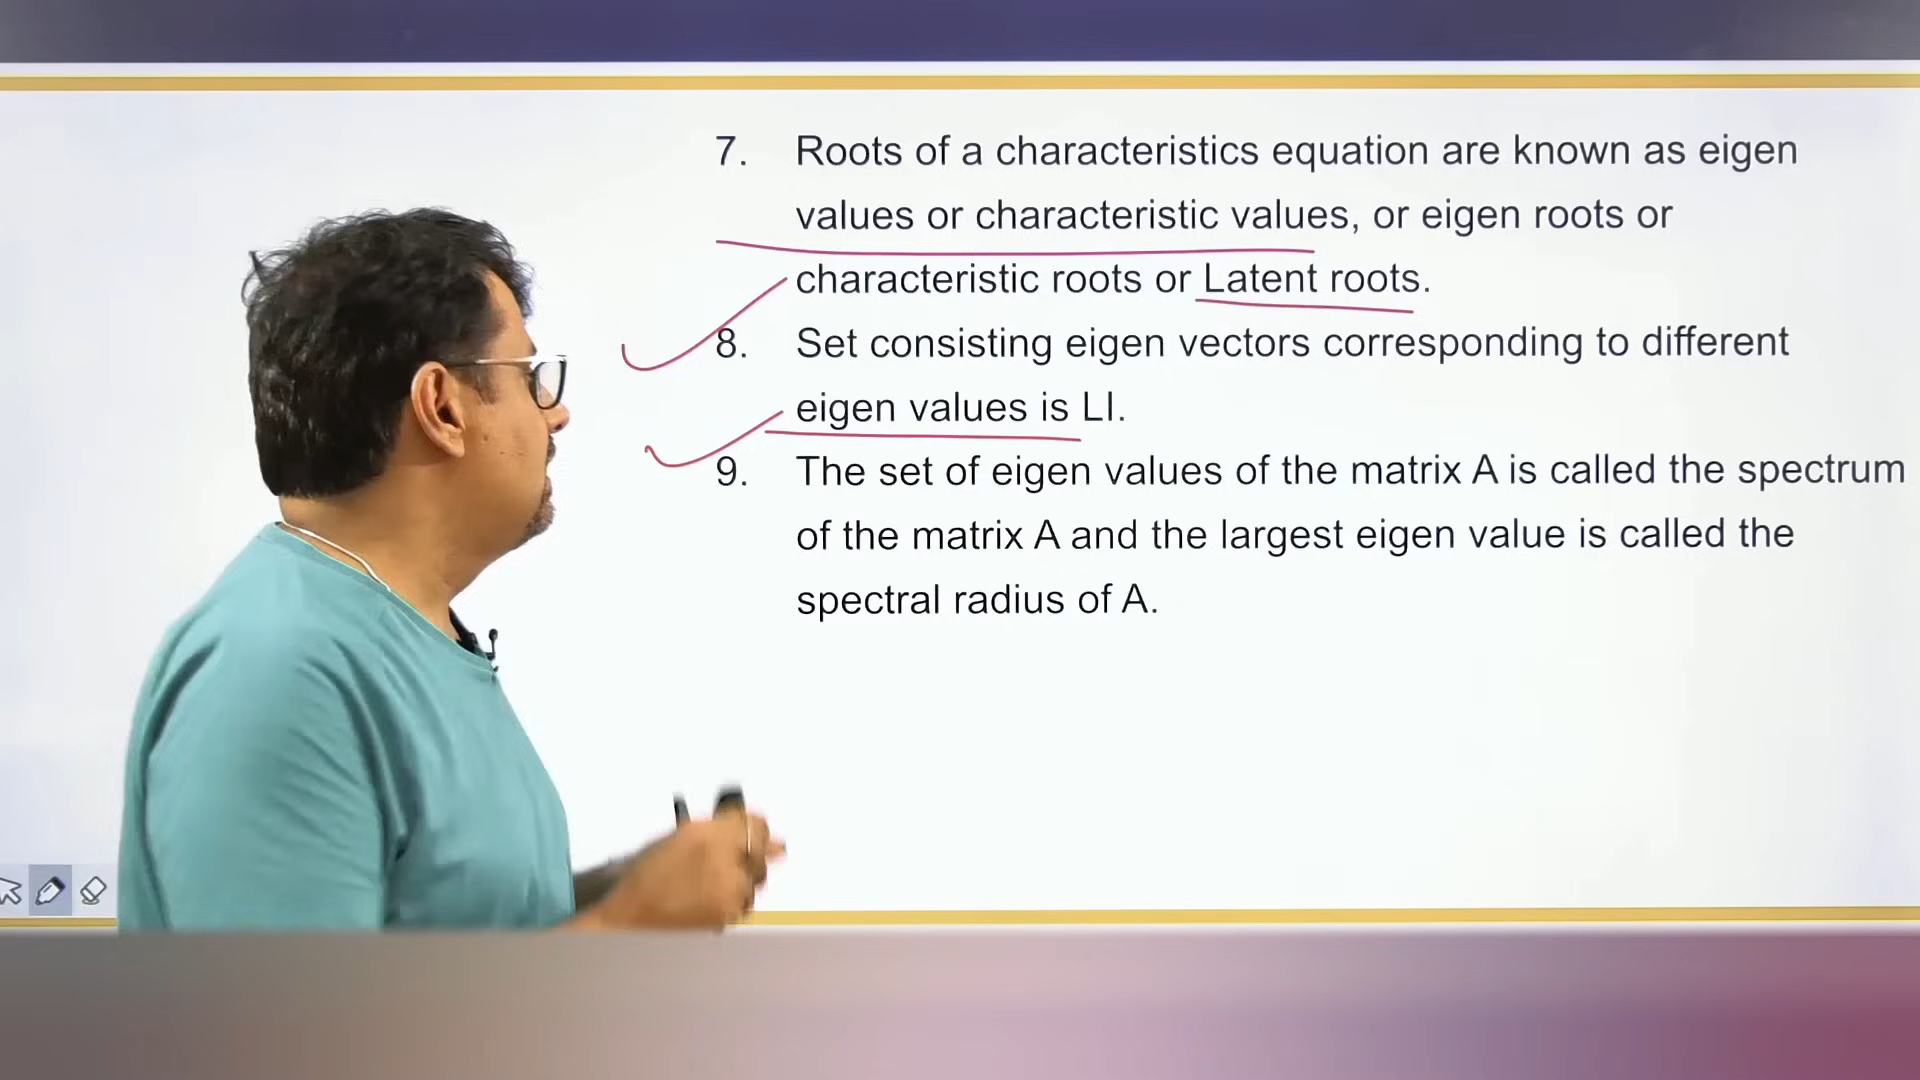 7. Roots of a characteristics equation are known as eigen
values or characteristic values, or eigen roots or
characteristic roots or Latent roots.
8. Set consisting eigen vectors corresponding to different
eigen values is LI.
9. The set of eigen values of the matrix A is called the spectrum
of the matrix A and the largest eigen value is called the
spectral radius of A.